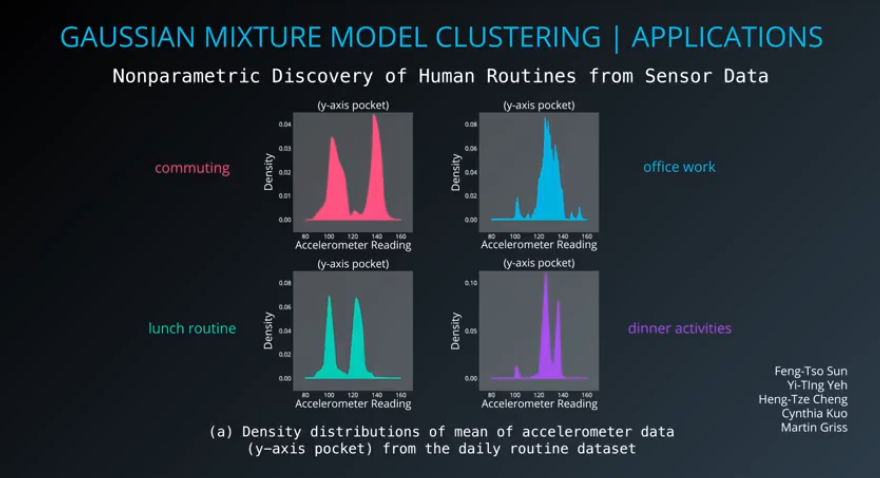 GAUSSIAN MIXTURE MODEL CLUSTERING | APPLICATIONS
Nonparametric Discovery of Human Routines from Sensor Data
(y-axis pocket)
commuting
Density
0.04
0.03
0.02
0.01
0.00
80 100 120 140 160
Accelerometer Reading
(y-axis pocket)
Density
0.08
0.06
0.04
0.02
0.00
80 100 120 140 160
Accelerometer Reading
office work
(y-axis pocket)
lunch routine
Density
0.08
0.06
0.04
0.02
0.00
80 100 120 140 160
Accelerometer Reading
(y-axis pocket)
Density
0.10
0.05
0.00
80 100 120 140 160
Accelerometer Reading
dinner activities
Feng-Tso Sun
Yi-TIng Yeh
Heng-Tze Cheng
Cynthia Kuo
Martin Griss
(a) Density distributions of mean of accelerometer data
(y–axis pocket) from the daily routine dataset